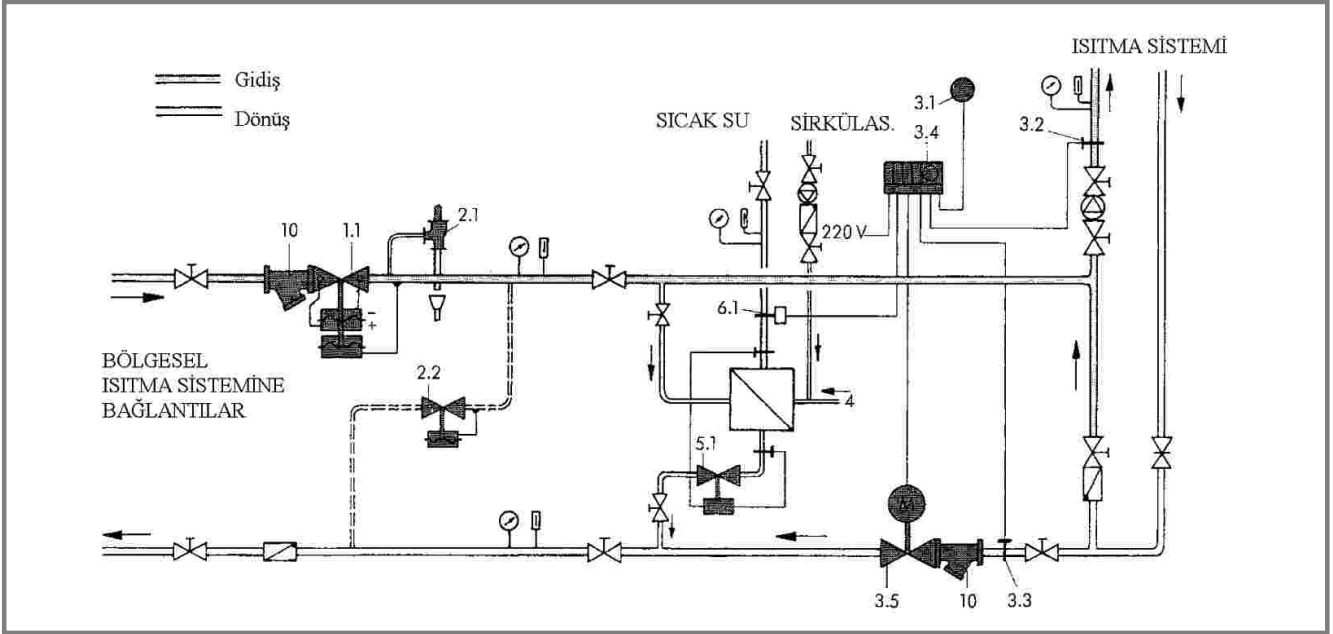 ISITMA SİSTEMİ
Gidiş
Dönüş
3.1
SICAK SU
SİRKÜLAS.
3.4
3.2
10
1.1
2.1
220 V
-
+
6.1
BÖLGESEL
ISITMA SİSTEMİNE
BAĞLANTILAR
2.2
4
5.1
M
3.5
10
3.3